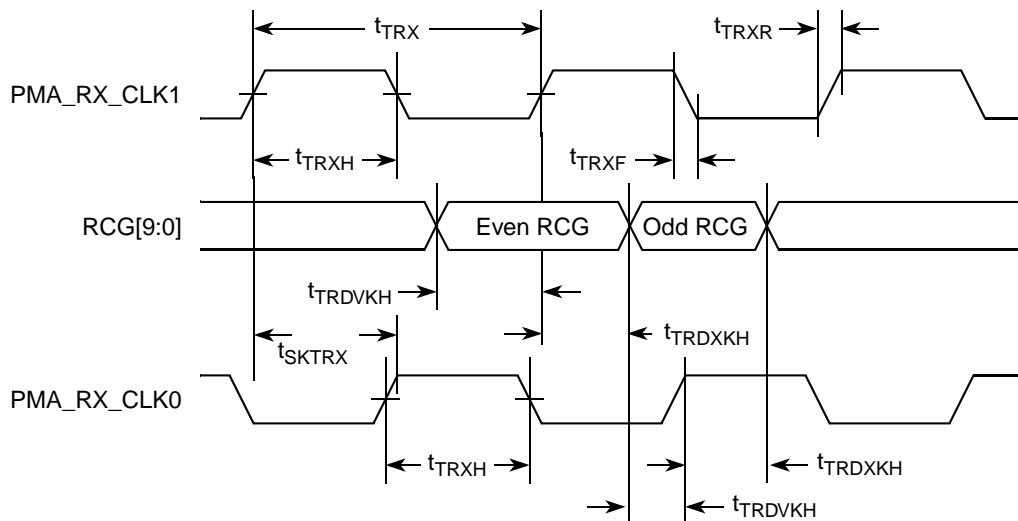 tTRX
tTRXR
PMA_RX_CLK1
tTRXH
tTRXF
RCG[9:0]
Even RCG
Odd RCG
tTRDVKH
tTRDXKH
tSKTRX
PMA_RX_CLK0
tTRXH
tTRDXKH
tTRDVKH